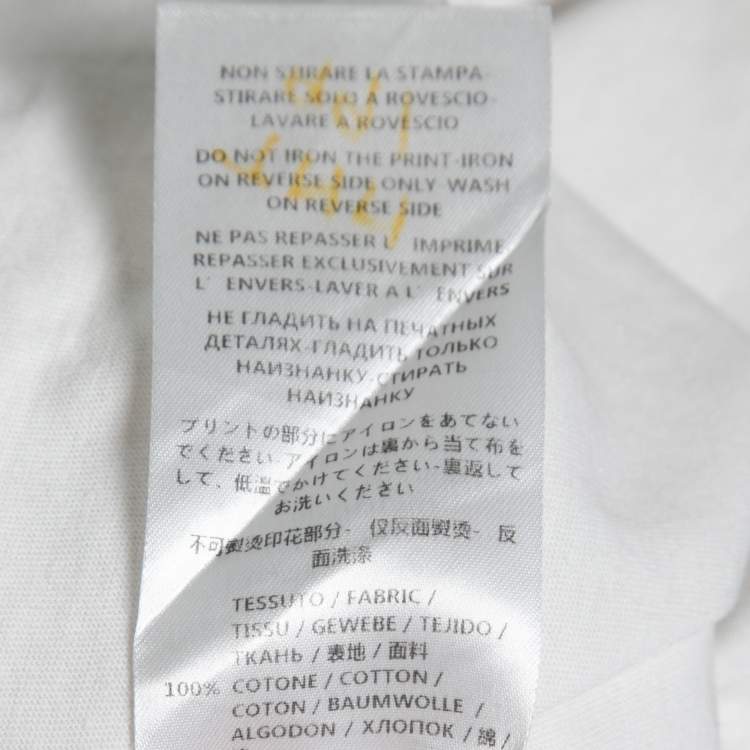 NON STIRARE LA STAMPA-
STIRARE SOLO A ROVESCIO-
LAVARE A ROVESCIO
DO NOT IRON THE PRINT-IRON
ON REVERSE SIDE ONLY-WASH
ON REVERSE SIDE
NE PAS REPASSER L' IMPRIME,
REPASSER EXCLUSIVEMENT SUR
L' ENVERS-LAVER A L' ENVERS
НЕ ГЛАДИТЬ НА ПЕЧАТНЫХ
ДЕТАЛЯХ-ГЛАДИТЬ ТОЛЬКО
НАИЗНАНКУ-СТИРАТЬ
НАИЗНАНКУ
プリントの部分にアイロンをあてない
でください アイロンは裏から当て布を
して、低温でかけてください-裏返して
お洗いください
不可熨烫印花部分- 仅反面熨烫- 反
面洗涤
TESSUTO / FABRIC /
TISSU / GEWEBE / TEJIDO /
ТКАНЬ / 表地 / 面料
100% COTONE / COTTON /
COTON / BAUMWOLLE /
ALGODON / ХЛОПОК / 綿 /